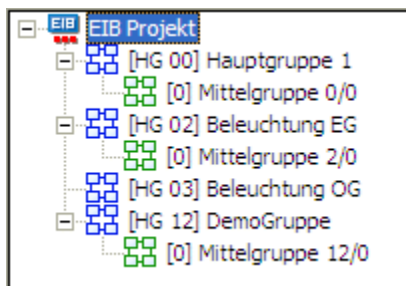 EIB EIB Projekt
[HG 00] Hauptgruppe 1
[0] Mittelgruppe 0/0
[HG 02] Beleuchtung EG
[0] Mittelgruppe 2/0
[HG 03] Beleuchtung OG
[HG 12] DemoGruppe
[0] Mittelgruppe 12/0